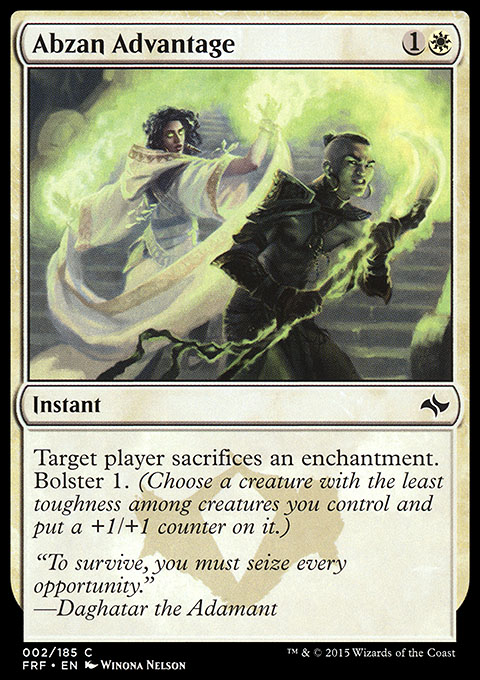 Abzan Advantage 1
Instant
Target player sacrifices an enchantment.
Bolster 1. (Choose a creature with the least
toughness among creatures you control and
put a +1/+1 counter on it.)
“To survive, you must seize every
opportunity.”
—Daghatar the Adamant
002/185 C
FRF • EN Winona Nelson
™ & © 2015 Wizards of the Coast